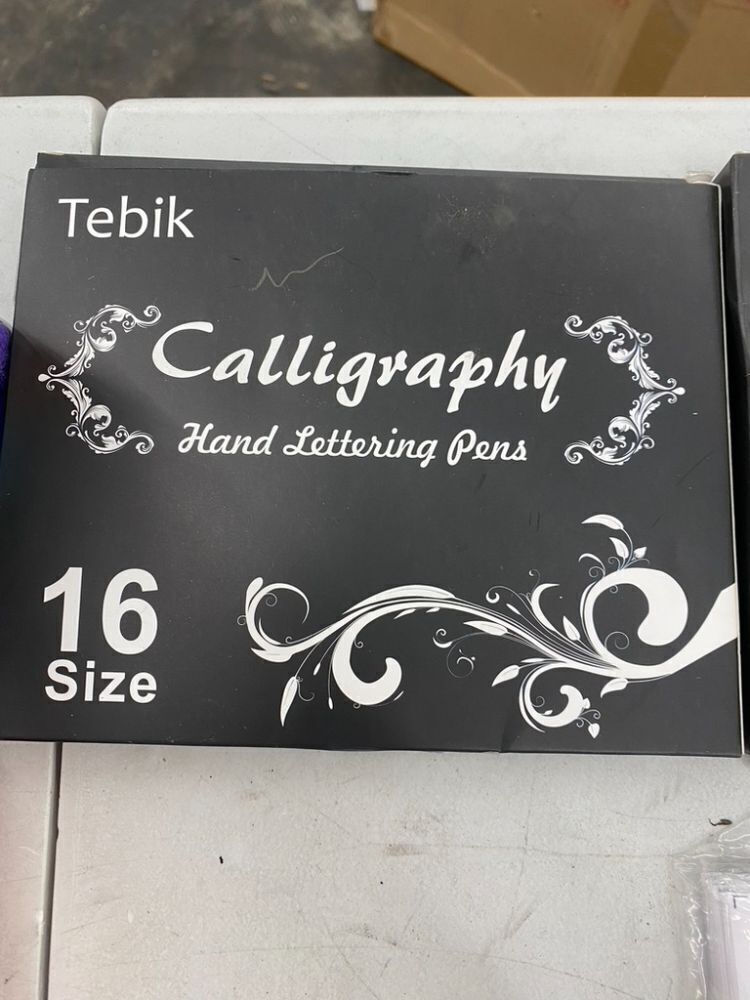 Tebik
Calligraphy
Hand Lettering Pens
16
Size